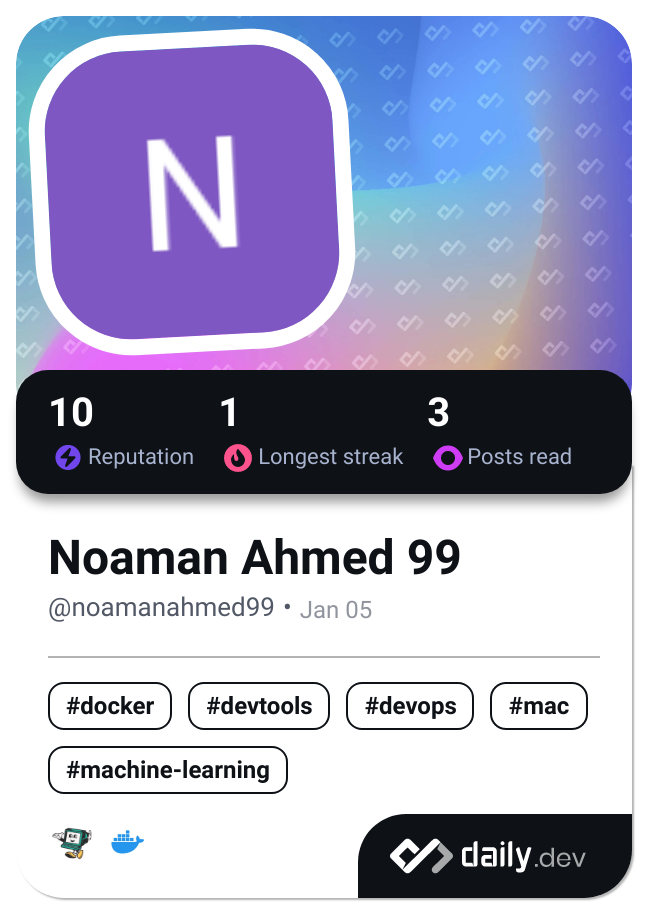 N
10 1 3
Reputation Longest streak Posts read
Noaman Ahmed 99
@noamanahmed99 • Jan 05
#docker #devtools #devops #mac
#machine-learning
daily.dev